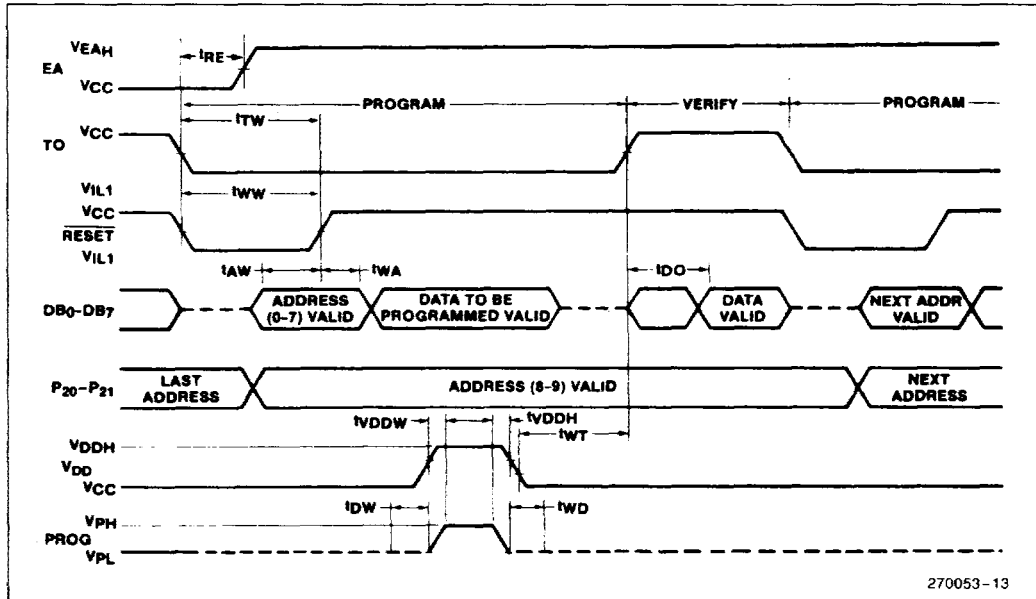 VEAH
tRE
EA
VCC
PROGRAM
VERIFY
PROGRAM
tTW
VCC
TO
VIL1
tWW
VCC
RESET
VIL1
tAW
tWA
tDO
DB0–DB7
ADDRESS
(0–7) VALID
DATA TO BE
PROGRAMMED VALID
DATA
VALID
NEXT ADDR
VALID
P20–P21
LAST
ADDRESS
ADDRESS (8–9) VALID
NEXT
ADDRESS
tVDDW
tVDDH
tWT
VDDH
VDD
VCC
tDW
tWD
VPH
PROG
VPL
270053–13